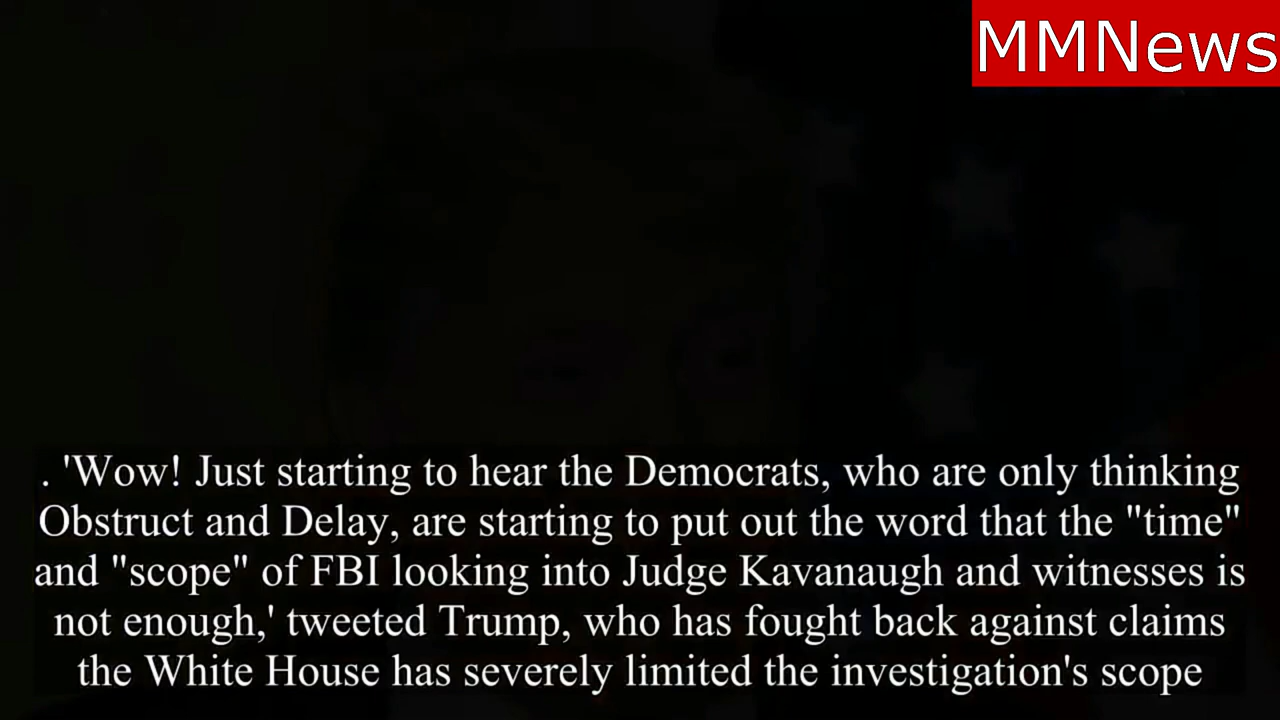 MMNews
. 'Wow! Just starting to hear the Democrats, who are only thinking
Obstruct and Delay, are starting to put out the word that the "time"
and "scope" of FBI looking into Judge Kavanaugh and witnesses is
not enough,' tweeted Trump, who has fought back against claims
the White House has severely limited the investigation's scope